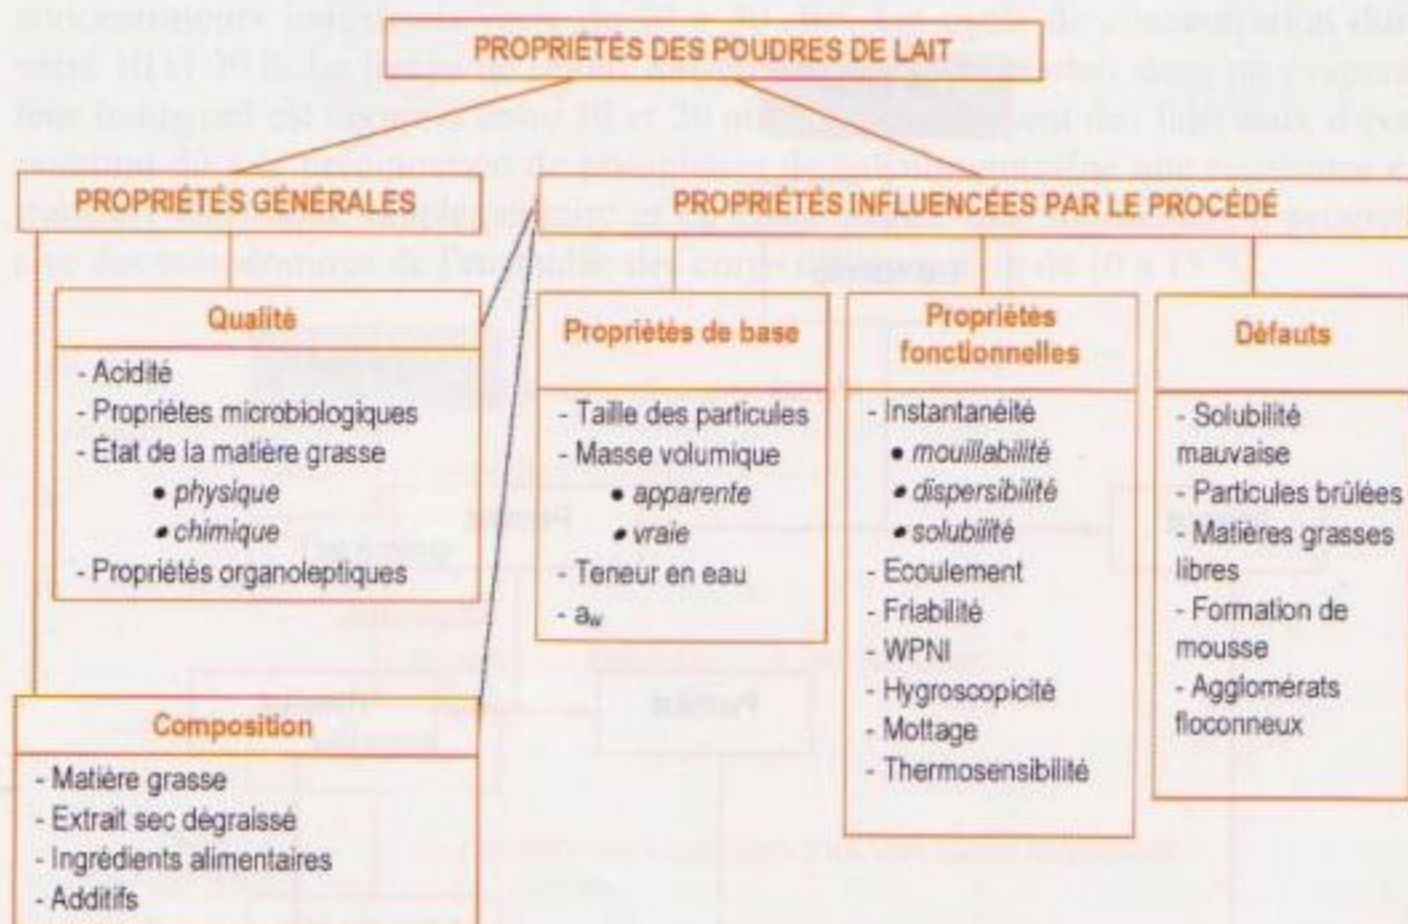 PROPRIÉTÉS DES POUDRES DE LAIT
PROPRIÉTÉS GÉNÉRALES
PROPRIÉTÉS INFLUENCÉES PAR LE PROCÉDÉ
Qualité
- Acidité
- Propriètes microbiologiques
- État de la matière grasse
• physique
• chimique
- Propriétés organoleptiques
Composition
- Matière grasse
- Extrait sec dégraissé
- Ingrédients alimentaires
- Additifs
Propriétés de base
- Taille des particules
- Masse volumique
• apparente
• vraie
- Teneur en eau
- aw
Propriétés
fonctionnelles
- Instantanéité
• mouillabilité
• dispersibilité
• solubilité
- Ecoulement
- Friabilité
- WPNI
- Hygroscopicité
- Mottage
- Thermosensibilité
Défauts
- Solubilité
mauvaise
- Particules brûlées
- Matières grasses
libres
- Formation de
mousse
- Agglomérats
floconneux